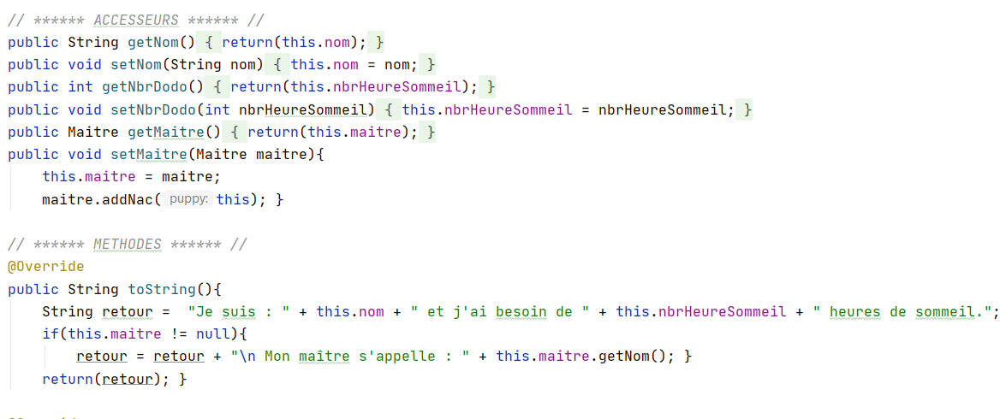 // ****** ACCESSEURS ****** //
public String getNom() { return(this.nom); }
public void setNom(String nom) { this.nom = nom; }
public int getNbrDodo() { return(this.nbrHeureSommeil); }
public void setNbrDodo(int nbrHeureSommeil) { this.nbrHeureSommeil = nbrHeureSommeil; }
public Maitre getMaitre() { return(this.maitre); }
public void setMaitre(Maitre maitre){
this.maitre = maitre;
maitre.addNac( puppy: this); }
// ****** METHODES ****** //
@Override
public String toString(){
String retour =  "Je suis : " + this.nom + " et j'ai besoin de " + this.nbrHeureSommeil + " heures de sommeil.";
if(this.maitre != null){
retour = retour + "\n Mon maître s'appelle : " + this.maitre.getNom(); }
return(retour); }